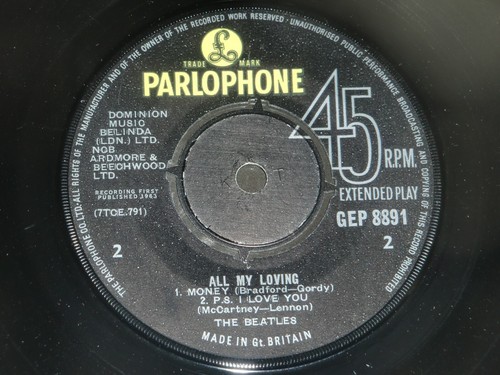 OF THE MANUFACTURER AND OF THE OWNER OF THE RECORDED WORK RESERVED · UNAUTHORISED PUBLIC PERFORMANCE BROADCASTING AND COPYING OF THIS RECORD PROHIBITED
THE PARLOPHONE CO.LTD·ALL RIGHTS
£
TRADE MARK
PARLOPHONE
45
R.P.M.
EXTENDED PLAY
GEP 8891
DOMINION
MUSIC
BELINDA
(LDN.) LTD.
NCB
ARDMORE &
BEECHWOOD
LTD.
RECORDING FIRST
PUBLISHED 1963
(7TCE.791)
2
2
ALL MY LOVING
1. MONEY (Bradford—Gordy)
2. P.S. I LOVE YOU
(McCartney—Lennon)
THE BEATLES
MADE IN Gt. BRITAIN